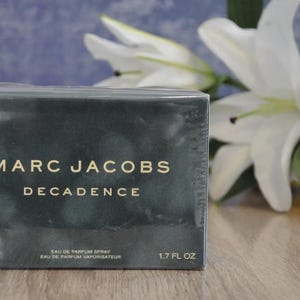 MARC JACOBS
DECADENCE
EAU DE PARFUM SPRAY
EAU DE PARFUM VAPORISATEUR
1.7 FL OZ